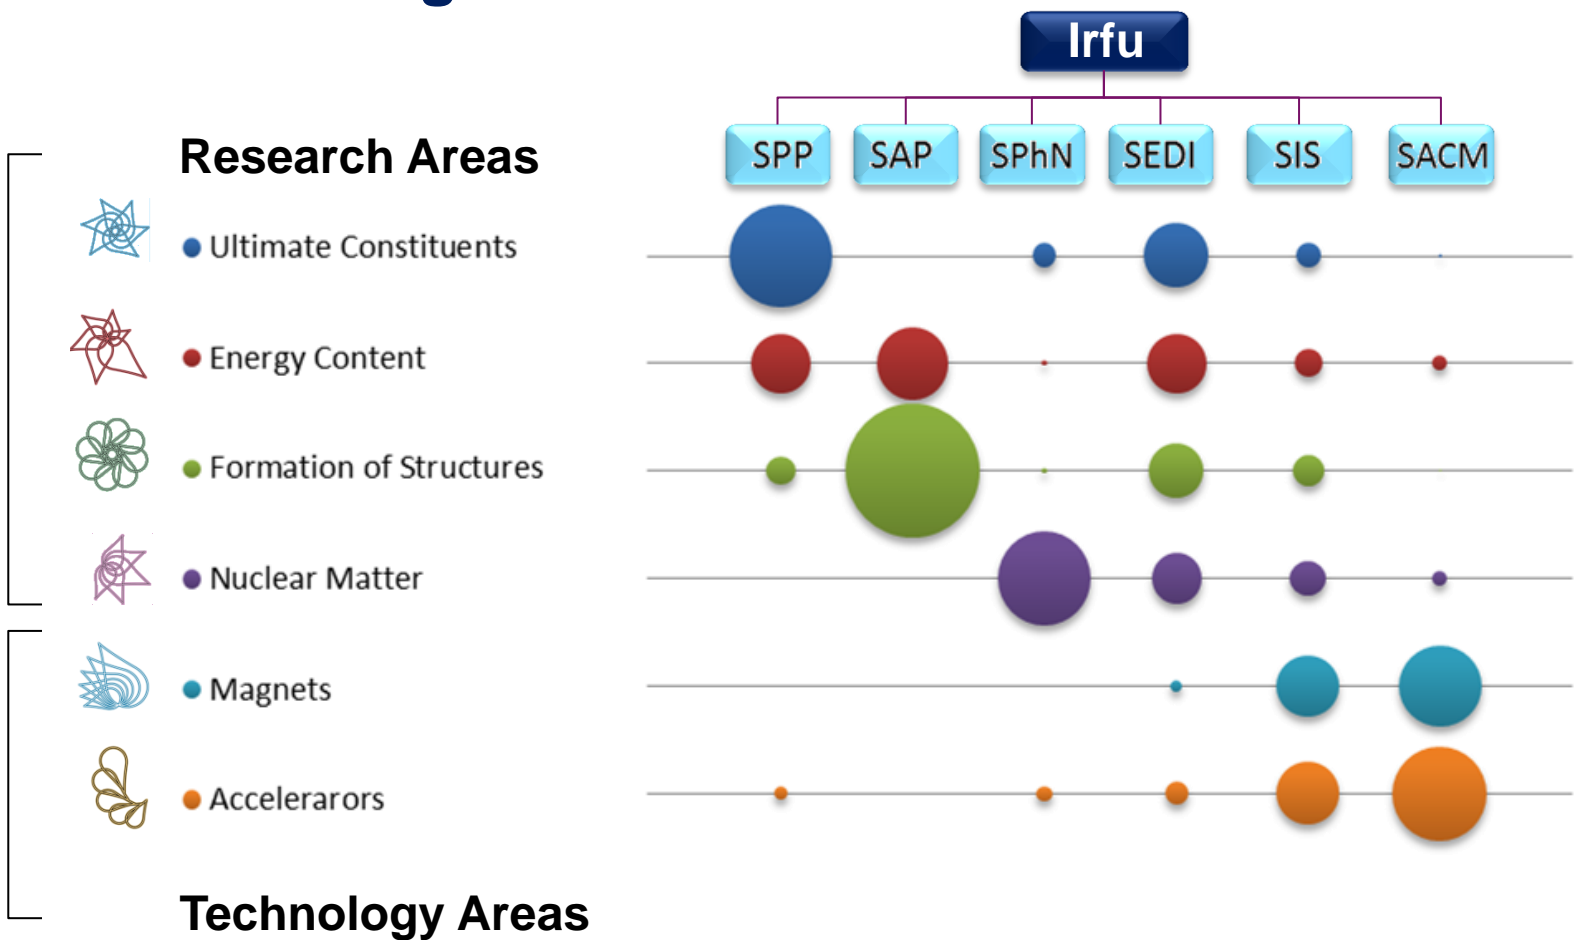 Irfu
SPP SAP SPhN SEDI SIS SACM
Research Areas
Ultimate Constituents
Energy Content
Formation of Structures
Nuclear Matter
Magnets
Accelerarors
Technology Areas